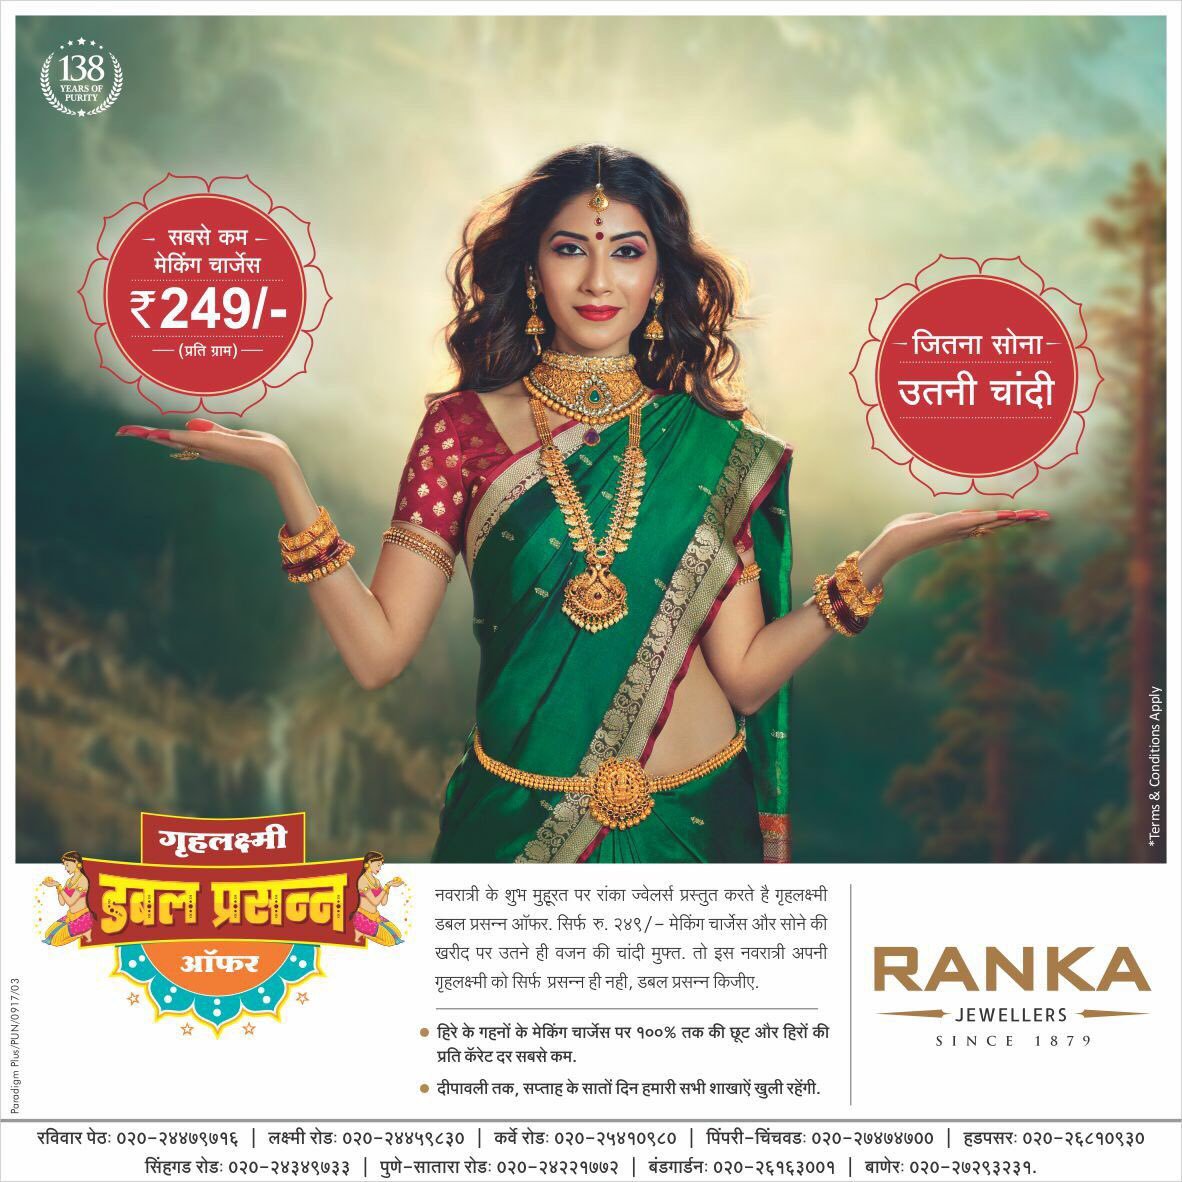 138
YEARS OF
PURITY
सबसे कम
मेकिंग चार्जेस
₹249/-
(प्रति ग्राम)
जितना सोना
उतनी चांदी
*Terms & Conditions Apply
गृहलक्ष्मी
डबल प्रसन्न
ऑफर
नवरात्री के शुभ मुहूरत पर रांका ज्वेलर्स प्रस्तुत करते है गृहलक्ष्मी
डबल प्रसन्न ऑफर. सिर्फ रु. २४९/– मेकिंग चार्जेस और सोने की
खरीद पर उतने ही वजन की चांदी मुफ्त. तो इस नवरात्री अपनी
गृहलक्ष्मी को सिर्फ प्रसन्न ही नही, डबल प्रसन्न किजीए.
• हिरे के गहनों के मेकिंग चार्जेस पर १००% तक की छूट और हिरों की
प्रति कॅरेट दर सबसे कम.
• दीपावली तक, सप्ताह के सातों दिन हमारी सभी शाखाऐं खुली रहेंगी.
RANKA
JEWELLERS
SINCE 1879
Paradigm Plus/PUN/0917/03
रविवार पेठ: ०२०–२४४७९७१६ | लक्ष्मी रोड: ०२०–२४४५९८३० | कर्वे रोड: ०२०–२५४१०९८० | पिंपरी–चिंचवड: ०२०–२७४७४७०० | हडपसर: ०२०–२६८१०९३०
सिंहगड रोड: ०२०–२४३४९७३३ | पुणे–सातारा रोड: ०२०–२४२२१७७२ | बंडगार्डन: ०२०–२६१६३००१ | बाणेर: ०२०–२७२९३२३१.